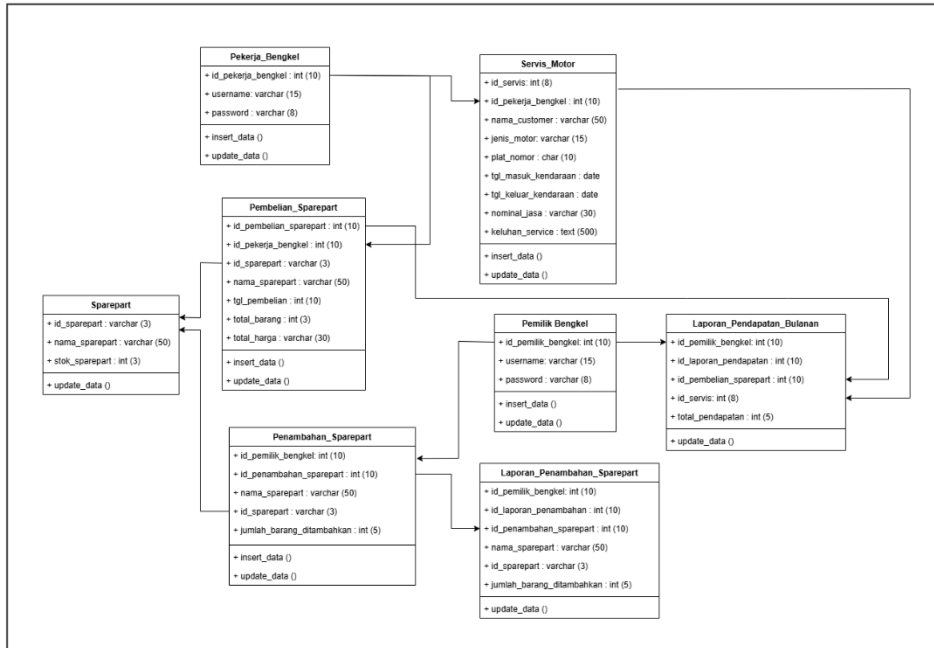 Pekerja_Bengkel
+ id_pekerja_bengkel : int (10)
+ username: varchar (15)
+ password : varchar (8)
+ insert_data ()
+ update_data ()
Servis_Motor
+ id_servis: int (8)
+ id_pekerja_bengkel : int (10)
+ nama_customer : varchar (50)
+ jenis_motor: varchar (15)
+ plat_nomor : char (10)
+ tgl_masuk_kendaraan : date
+ tgl_keluar_kendaraan : date
+ nominal_jasa : varchar (30)
+ keluhan_service : text (500)
+ insert_data ()
+ update_data ()
Pembelian_Sparepart
+ id_pembelian_sparepart : int (10)
+ id_pekerja_bengkel : int (10)
+ id_sparepart : varchar (3)
+ nama_sparepart : varchar (50)
+ tgl_pembelian : int (10)
+ total_barang : int (3)
+ total_harga : varchar (30)
+ insert_data ()
+ update_data ()
Sparepart
+ id_sparepart : varchar (3)
+ nama_sparepart : varchar (50)
+ stok_sparepart : int (3)
+ update_data ()
Pemilik Bengkel
+ id_pemilik_bengkel: int (10)
+ username : varchar (15)
+ password : varchar (8)
+ insert_data ()
+ update_data ()
Laporan_Pendapatan_Bulanan
+ id_pemilik_bengkel : int (10)
+ id_laporan_pendapatan : int (10)
+ id_pembelian_sparepart : int (10)
+ id_servis : int (8)
+ total_pendapatan : int (5)
+ update_data ()
Penambahan_Sparepart
+ id_pemilik_bengkel: int (10)
+ id_penambahan_sparepart : int (10)
+ nama_sparepart : varchar (50)
+ id_sparepart : varchar (3)
+ jumlah_barang_ditambahkan : int (5)
+ insert_data ()
+ update_data ()
Laporan_Penambahan_Sparepart
+ id_pemilik_bengkel: int (10)
+ id_laporan_penambahan : int (10)
+ id_penambahan_sparepart : int (10)
+ nama_sparepart : varchar (50)
+ id_sparepart : varchar (3)
+ jumlah_barang_ditambahkan : int (5)
+ update_data ()